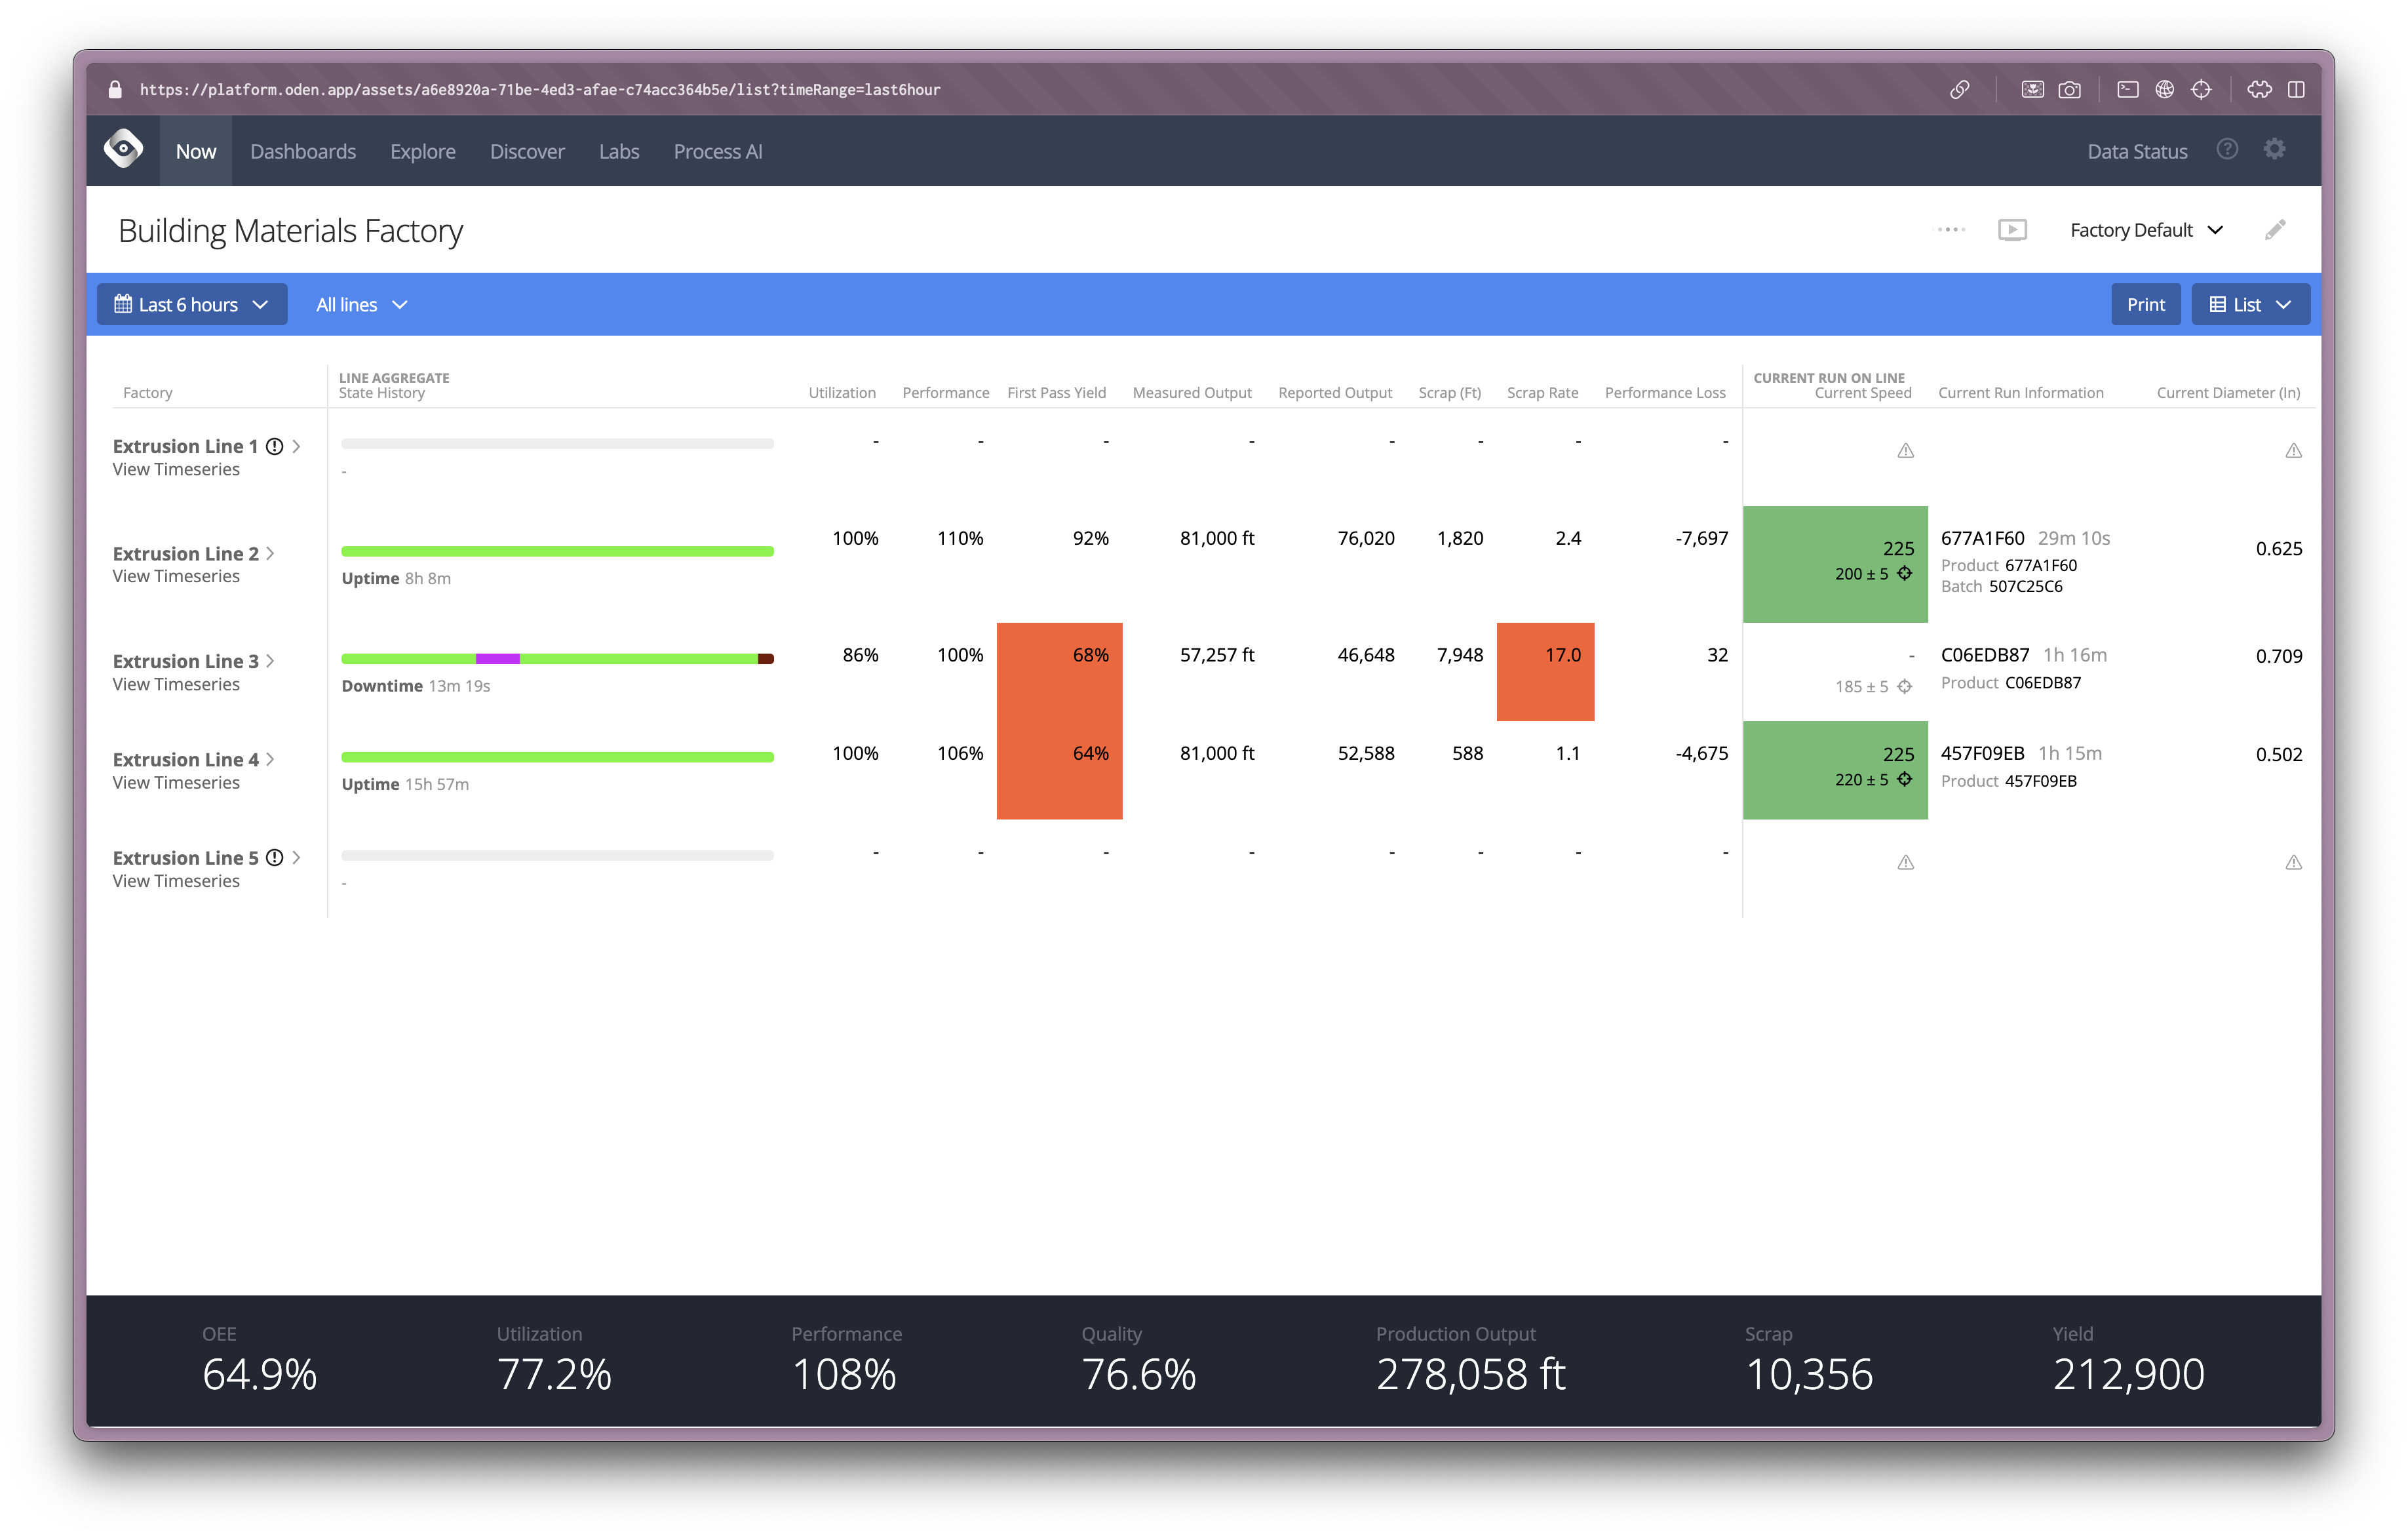 https://platform.oden.app/assets/a6e8920a-71be-4ed3-afae-c74acc364b5e/list?timeRange=last6hour
Now Dashboards Explore Discover Labs Process AI Data Status
Building Materials Factory Factory Default
Last 6 hours All lines Print List
LINE AGGREGATE CURRENT RUN ON LINE
Factory State History Utilization Performance First Pass Yield Measured Output Reported Output Scrap (Ft) Scrap Rate Performance Loss Current Speed Current Run Information Current Diameter (In)
Extrusion Line 1 - - - - - - - -
View Timeseries -
Extrusion Line 2 100% 110% 92% 81,000 ft 76,020 1,820 2.4 -7,697 225 677A1F60 29m 10s 0.625
View Timeseries Uptime 8h 8m 200 ± 5 Product 677A1F60
Batch 507C25C6
Extrusion Line 3 86% 100% 68% 57,257 ft 46,648 7,948 17.0 32 - C06EDB87 1h 16m 0.709
View Timeseries Downtime 13m 19s 185 ± 5 Product C06EDB87
Extrusion Line 4 100% 106% 64% 81,000 ft 52,588 588 1.1 -4,675 225 457F09EB 1h 15m 0.502
View Timeseries Uptime 15h 57m 220 ± 5 Product 457F09EB
Extrusion Line 5 - - - - - - - -
View Timeseries -
OEE Utilization Performance Quality Production Output Scrap Yield
64.9% 77.2% 108% 76.6% 278,058 ft 10,356 212,900